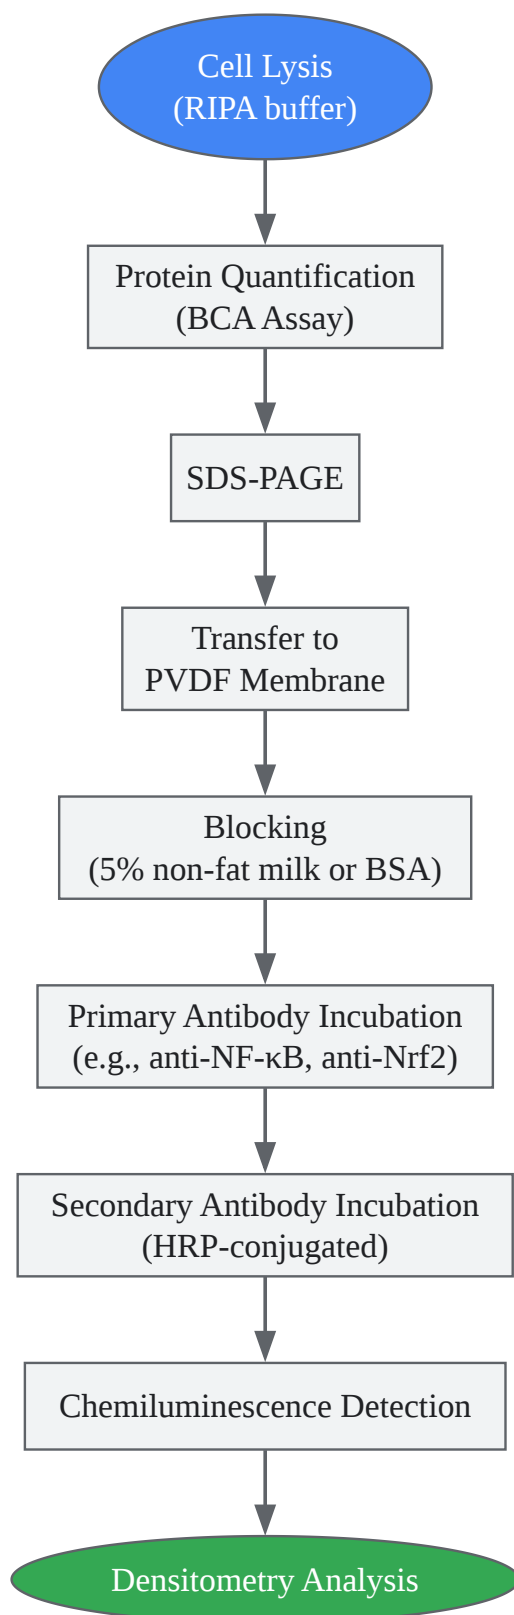 Cell Lysis
(RIPA buffer)
Protein Quantification
(BCA Assay)
SDS-PAGE
Transfer to
PVDF Membrane
Blocking
(5% non-fat milk or BSA)
Primary Antibody Incubation
(e.g., anti-NF-κB, anti-Nrf2)
Secondary Antibody Incubation
(HRP-conjugated)
Chemiluminescence Detection
Densitometry Analysis